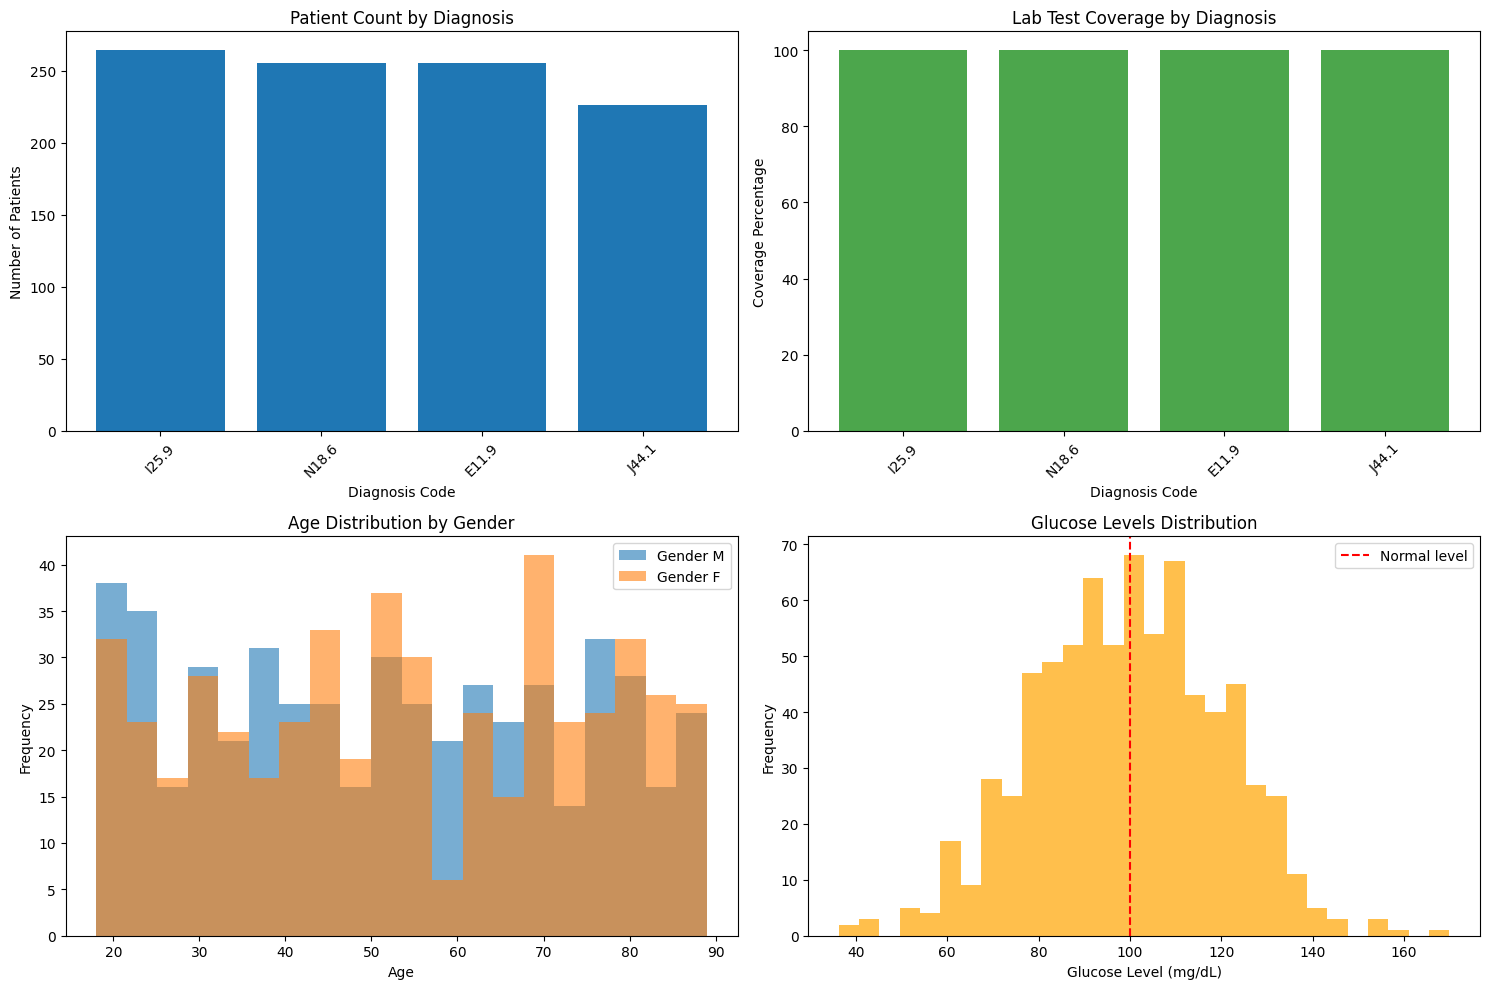 Patient Count by Diagnosis
Number of Patients
250
200
150
100
50
0
I25.9
N18.6
E11.9
J44.1
Diagnosis Code
Lab Test Coverage by Diagnosis
Coverage Percentage
100
80
60
40
20
0
I25.9
N18.6
E11.9
J44.1
Diagnosis Code
Age Distribution by Gender
Gender M
Gender F
Frequency
40
35
30
25
20
15
10
5
0
20 30 40 50 60 70 80 90
Age
Glucose Levels Distribution
Normal level
Frequency
70
60
50
40
30
20
10
0
40 60 80 100 120 140 160
Glucose Level (mg/dL)